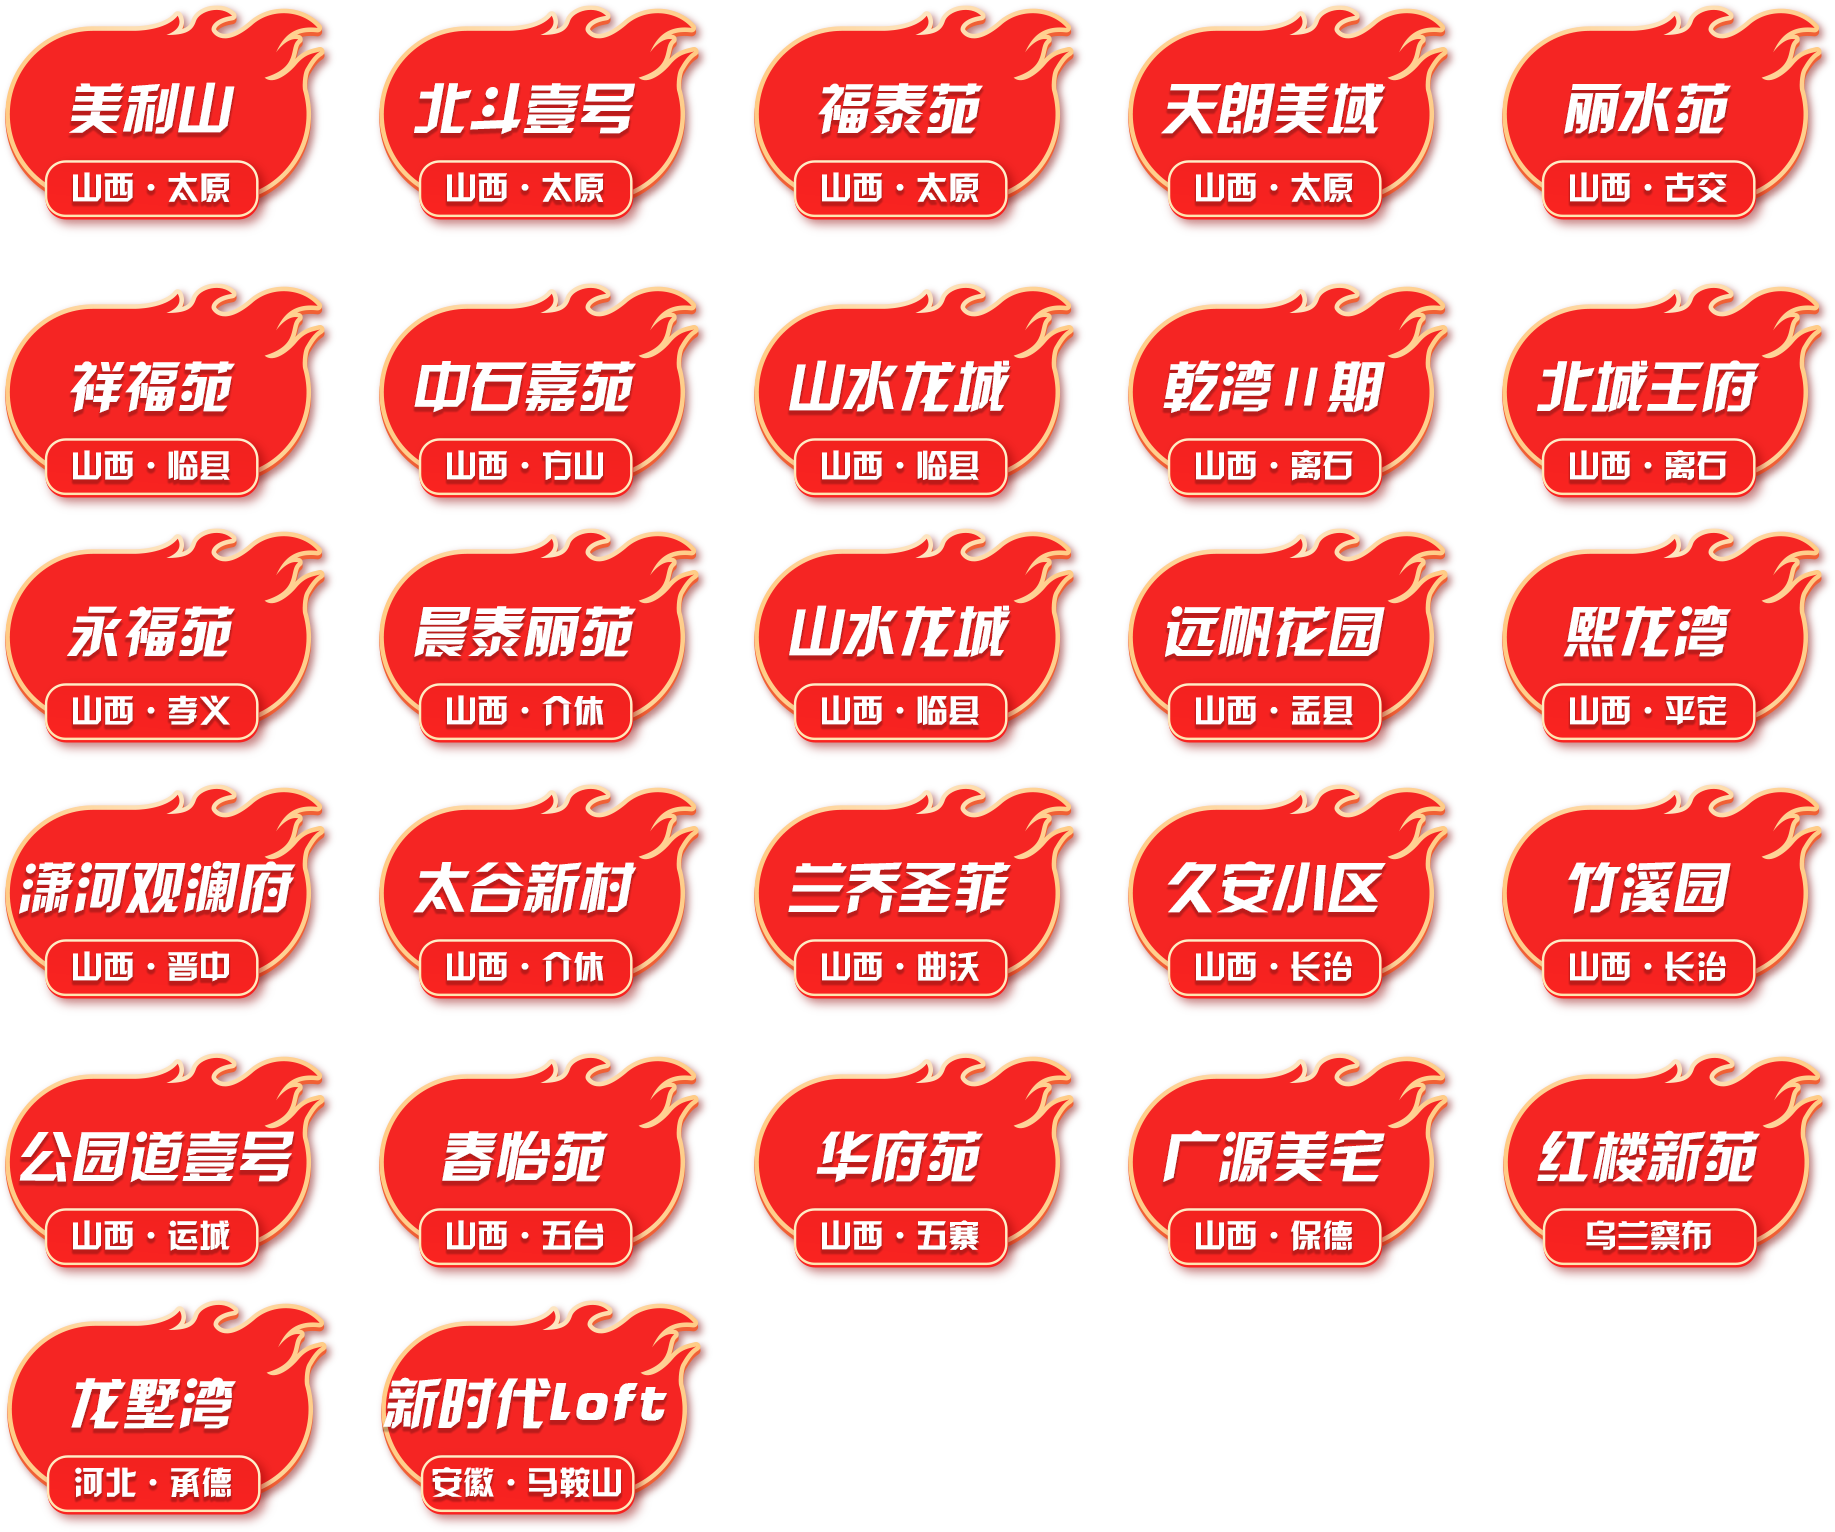 美利山
山西·太原
北斗壹号
山西·太原
福泰苑
山西·太原
天朗美域
山西·太原
丽水苑
山西·古交
祥福苑
山西·临县
中石嘉苑
山西·方山
山水龙城
山西·临县
乾湾II期
山西·离石
北城王府
山西·离石
永福苑
山西·孝义
晨泰丽苑
山西·介休
山水龙城
山西·临县
远帆花园
山西·盂县
熙龙湾
山西·平定
潇河观澜府
山西·晋中
太谷新村
山西·介休
兰乔圣菲
山西·曲沃
久安小区
山西·长治
竹溪园
山西·长治
公园道壹号
山西·运城
春怡苑
山西·五台
华府苑
山西·五寨
广源美宅
山西·保德
红楼新苑
乌兰察布
龙墅湾
河北·承德
新时代loft
安徽·马鞍山